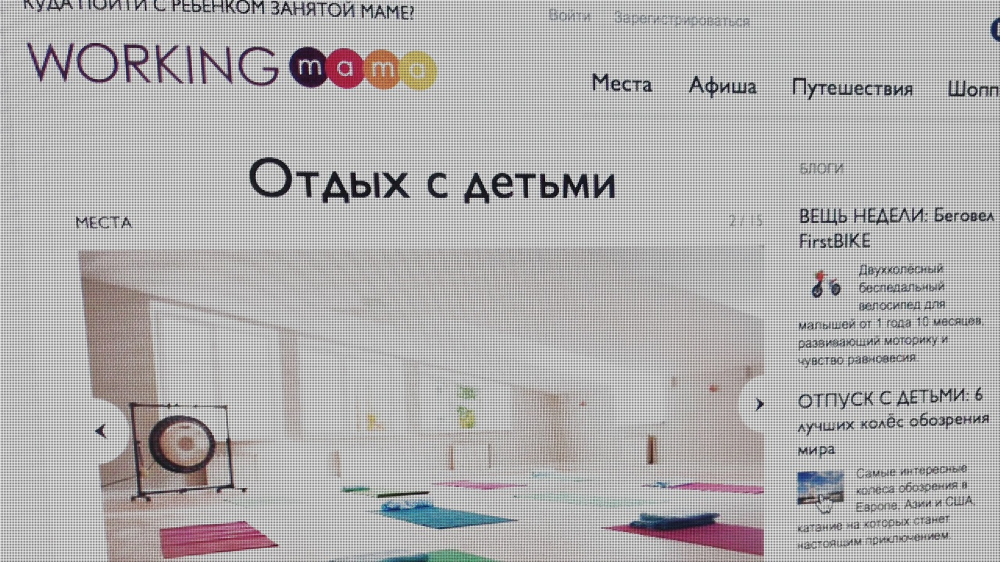 КУДА ПОЙТИ С РЕБЕНКОМ ЗАНЯТОЙ МАМЕ?
WORKING mama
Места Афиша Путешествия Шопп
Отдых с детьми
МЕСТА
БЛОГИ
ВЕЩЬ НЕДЕЛИ: Беговел
FirstBIKE
Двухколесный
беспедальный
велосипед для
малышей от 1 года 10 месяцев,
развивающий моторику и
чувство равновесия
ОТПУСК С ДЕТЬМИ: 6
лучших колёс обозрения
мира
Самые интересные
колеса обозрения в
Европе, Азии и США,
катание на которых станет
настоящим приключением